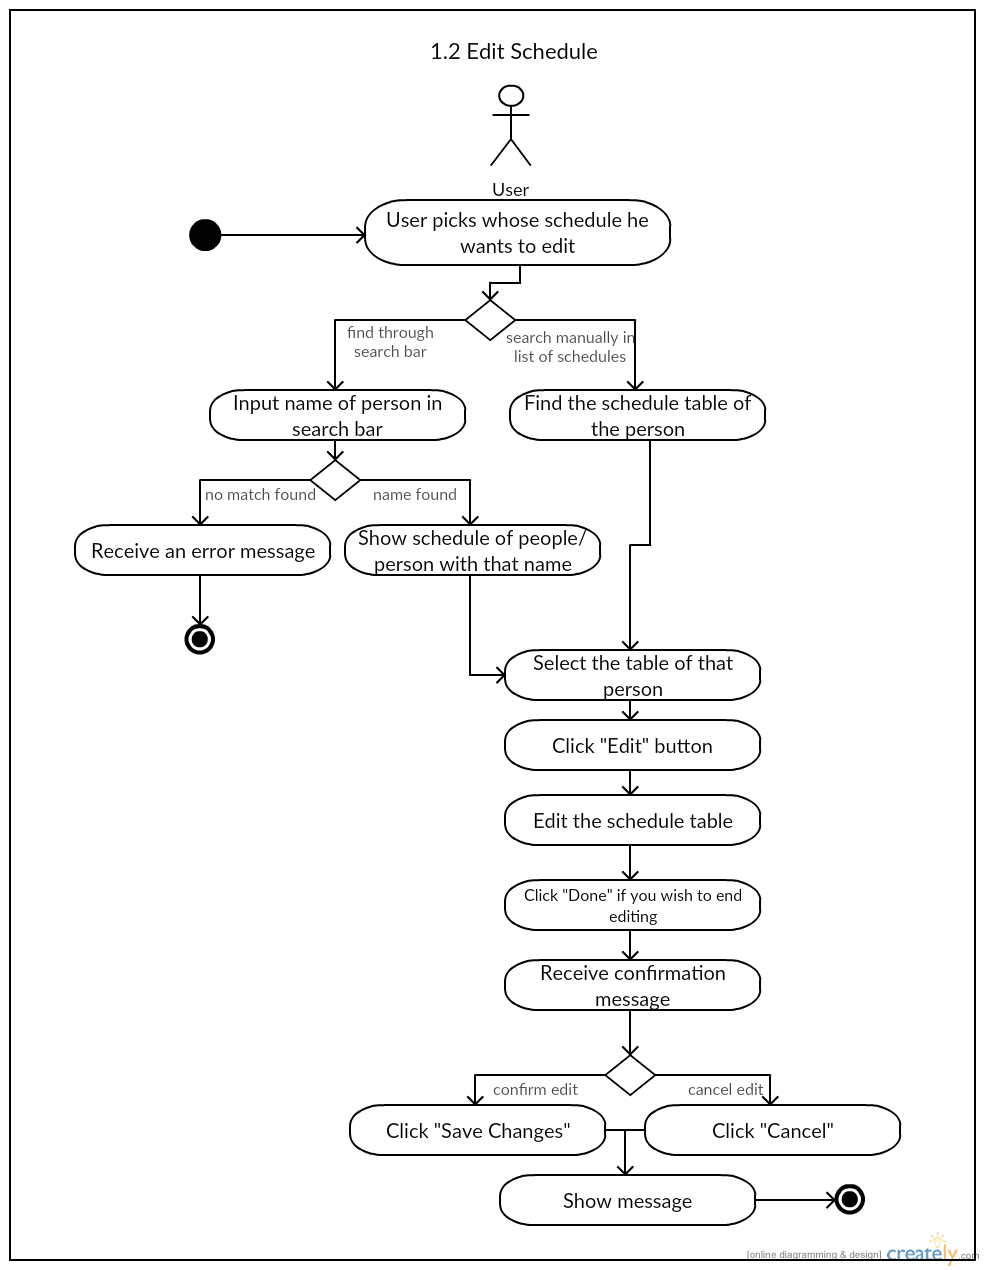 1.2 Edit Schedule
User
User picks whose schedule he
wants to edit
find through
search bar
search manually in
list of schedules
Input name of person in
search bar
Find the schedule table of
the person
no match found
name found
Receive an error message
Show schedule of people/
person with that name
Select the table of that
person
Click "Edit" button
Edit the schedule table
Click "Done" if you wish to end
editing
Receive confirmation
message
confirm edit
cancel edit
Click "Save Changes"
Click "Cancel"
Show message
[online diagramming & design] creately.com